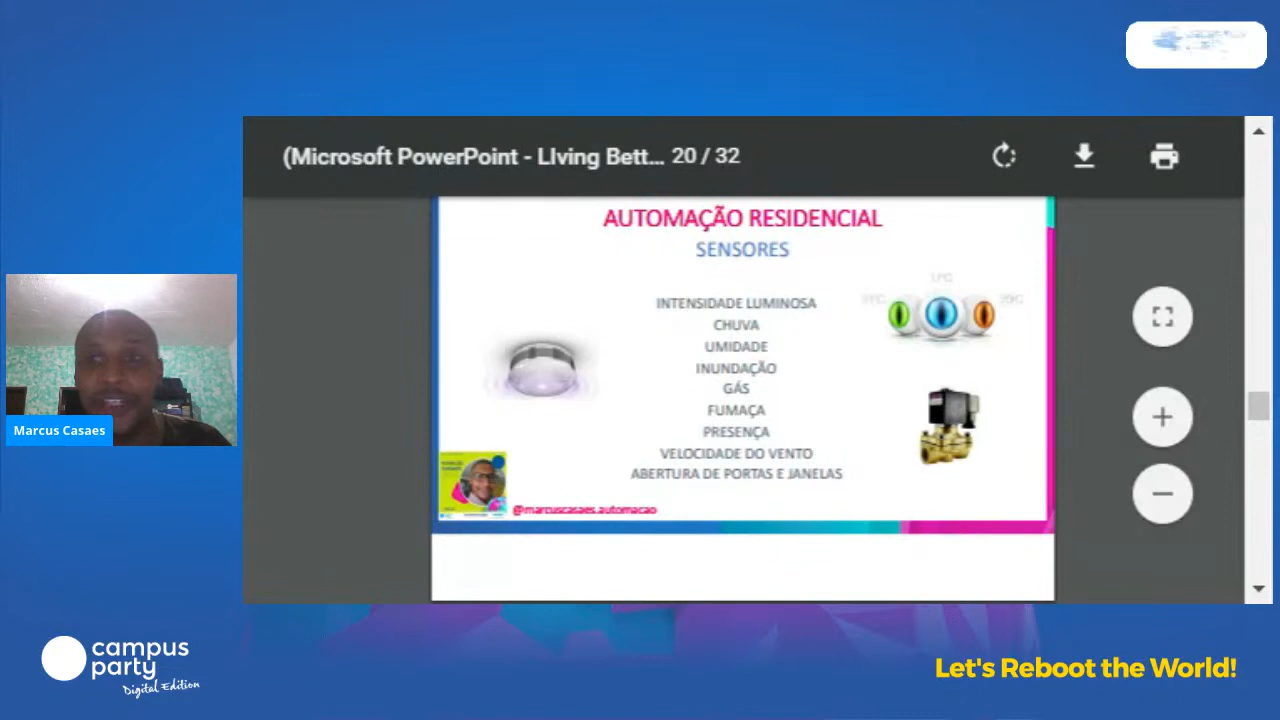 (Microsoft PowerPoint - LIving Bett... 20 / 32
AUTOMAÇÃO RESIDENCIAL
SENSORES
INTENSIDADE LUMINOSA
CHUVA
UMIDADE
INUNDAÇÃO
GÁS
FUMAÇA
PRESENÇA
VELOCIDADE DO VENTO
ABERTURA DE PORTAS E JANELAS
@marcuscasaes.automacao
Marcus Casaes
campus
party
Digital Edition
Let's Reboot the World!